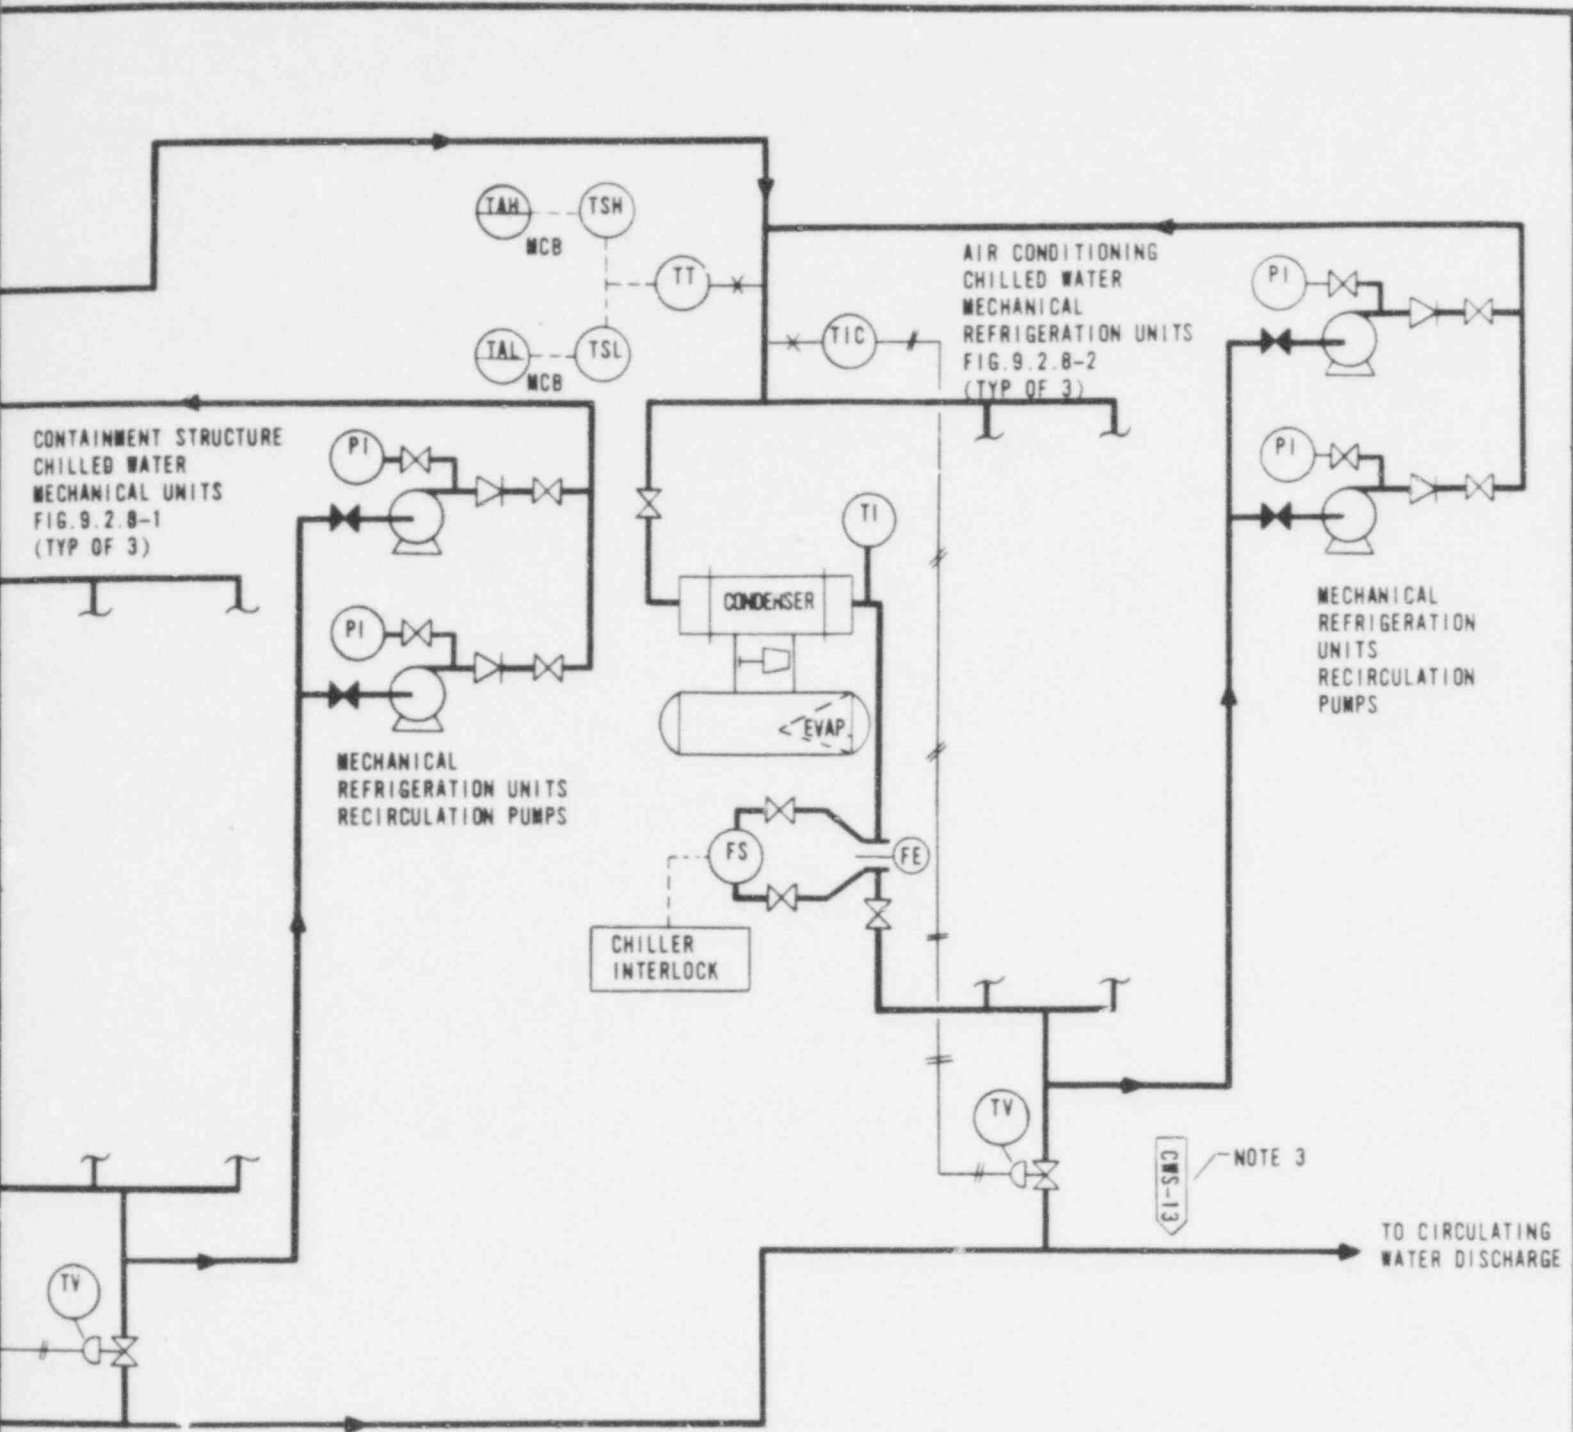 TAH
TSH
MCB
TT
TAL
TSL
MCB
TIC
AIR CONDITIONING
CHILLED WATER
MECHANICAL
REFRIGERATION UNITS
FIG.9.2.8-2
(TYP OF 3)
PI
PI
CONTAINMENT STRUCTURE
CHILLED WATER
MECHANICAL UNITS
FIG.9.2.8-1
(TYP OF 3)
PI
PI
TI
CONDENSER
EVAP.
MECHANICAL
REFRIGERATION
UNITS
RECIRCULATION
PUMPS
MECHANICAL
REFRIGERATION UNITS
RECIRCULATION PUMPS
FS
FE
CHILLER
INTERLOCK
TV
CWS-13
NOTE 3
TO CIRCULATING
WATER DISCHARGE
TV